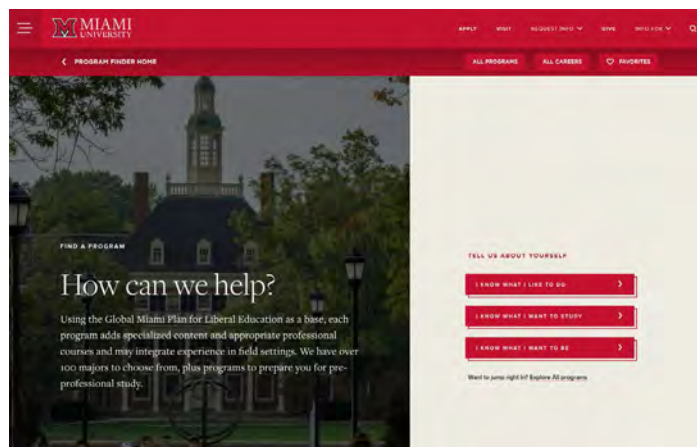 MIAMI
UNIVERSITY
APPLY VISIT REQUEST INFO GIVE INFO FOR
PROGRAM FINDER HOME
ALL PROGRAMS ALL CAREERS FAVORITES
FIND A PROGRAM
How can we help?
Using the Global Miami Plan for Liberal Education as a base, each
program adds specialized content and appropriate professional
courses and may integrate experience in field settings. We have over
100 majors to choose from, plus programs to prepare you for pre-
professional study.
TELL US ABOUT YOURSELF
I KNOW WHAT I LIKE TO DO
I KNOW WHAT I WANT TO STUDY
I KNOW WHAT I WANT TO BE
Want to jump right in? Explore All programs